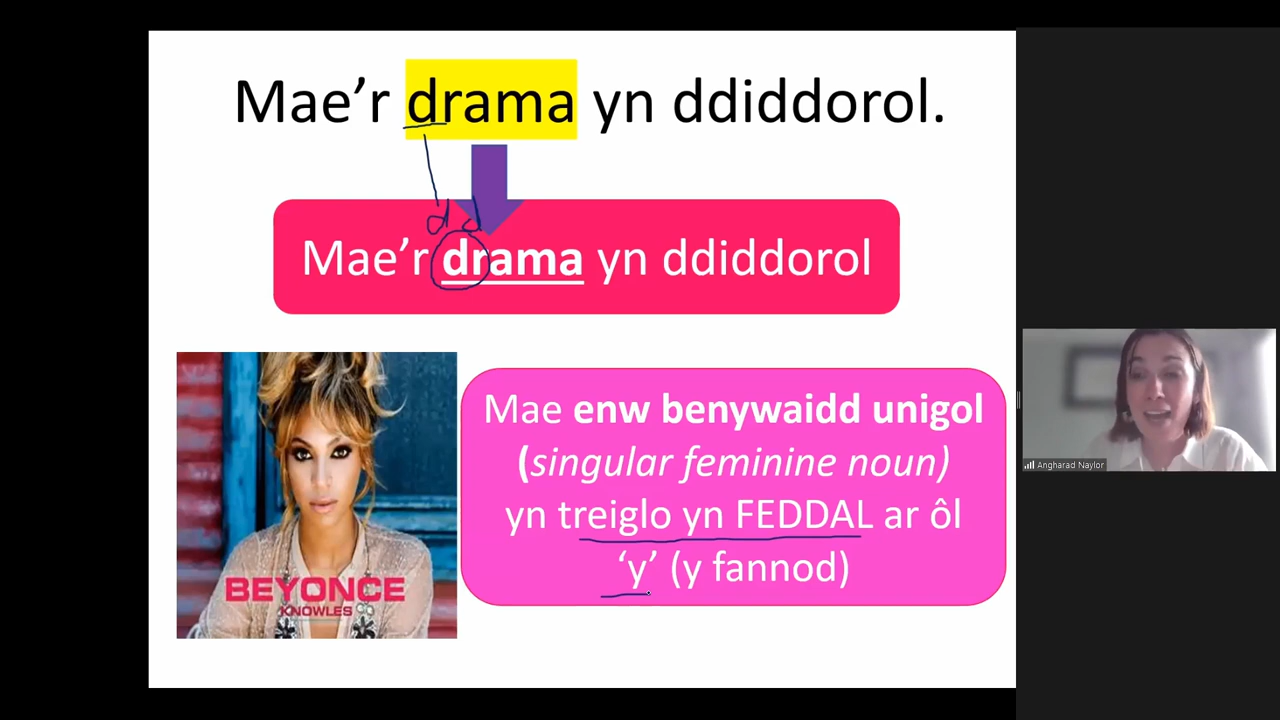 Mae’r drama yn ddiddorol.
d d
Mae’r drama yn ddiddorol
Mae enw benywaidd unigol
(singular feminine noun)
yn treiglo yn FEDDAL ar ôl
‘y’ (y fannod)
BEYONCE
KNOWLES
Angharad Naylor